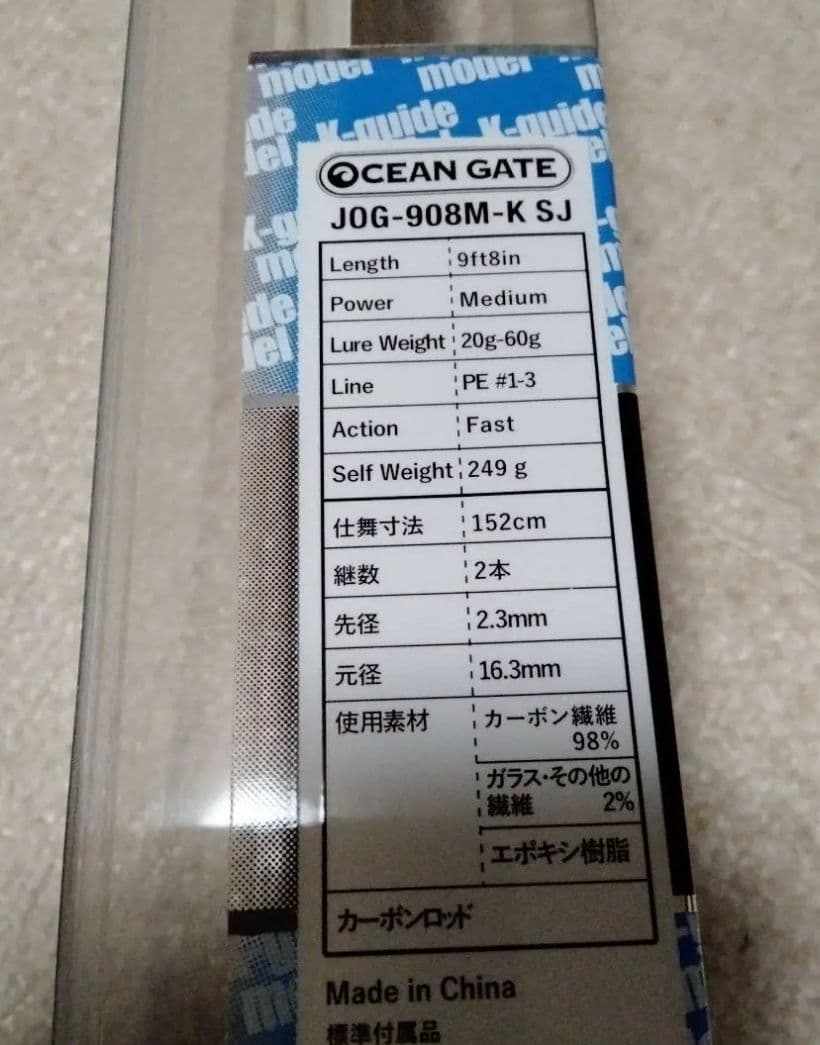 model model
K-guide K-guide
OCEAN GATE
JOG-908M-K SJ
Length 9ft8in
Power Medium
Lure Weight 20g-60g
Line PE #1-3
Action Fast
Self Weight 249 g
仕舞寸法 152cm
継数 2本
先径 2.3mm
元径 16.3mm
使用素材 カーボン繊維
98%
ガラス・その他の
繊維 2%
エポキシ樹脂
カーボンロッド
Made in China
標準付属品